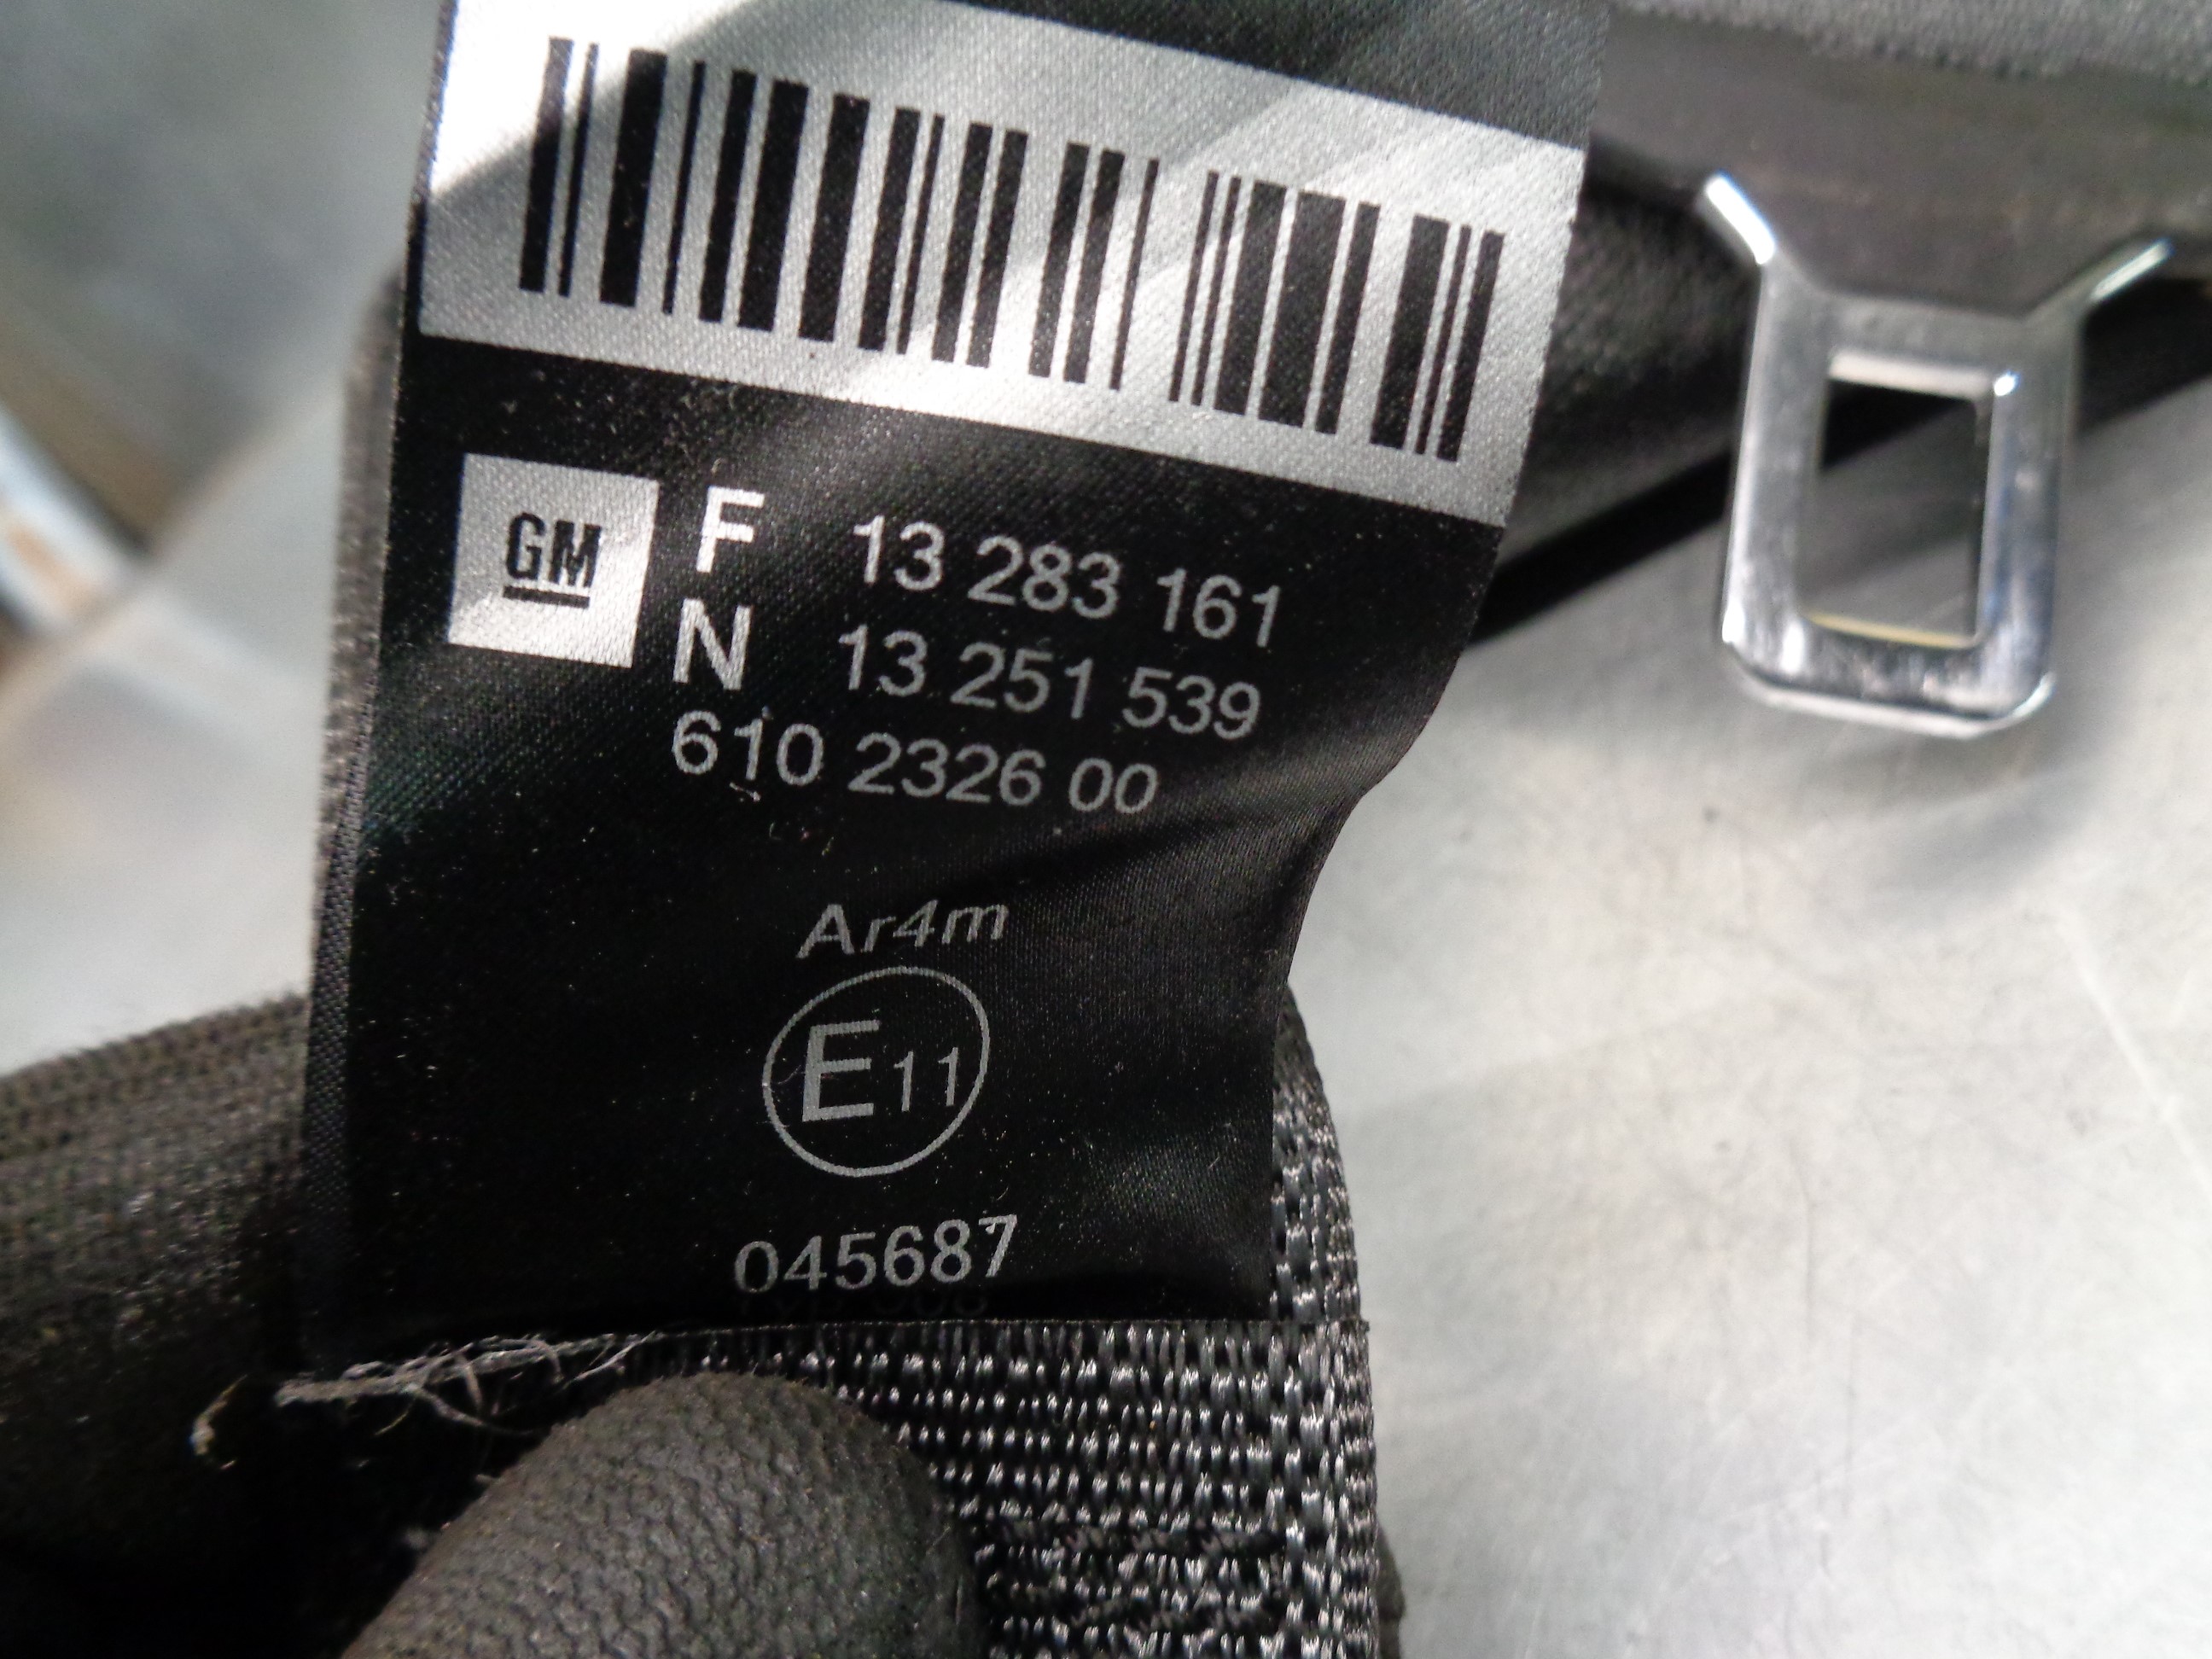 GM
F 13 283 161
N 13 251 539
610 2326 00
Ar4m
E11
045687